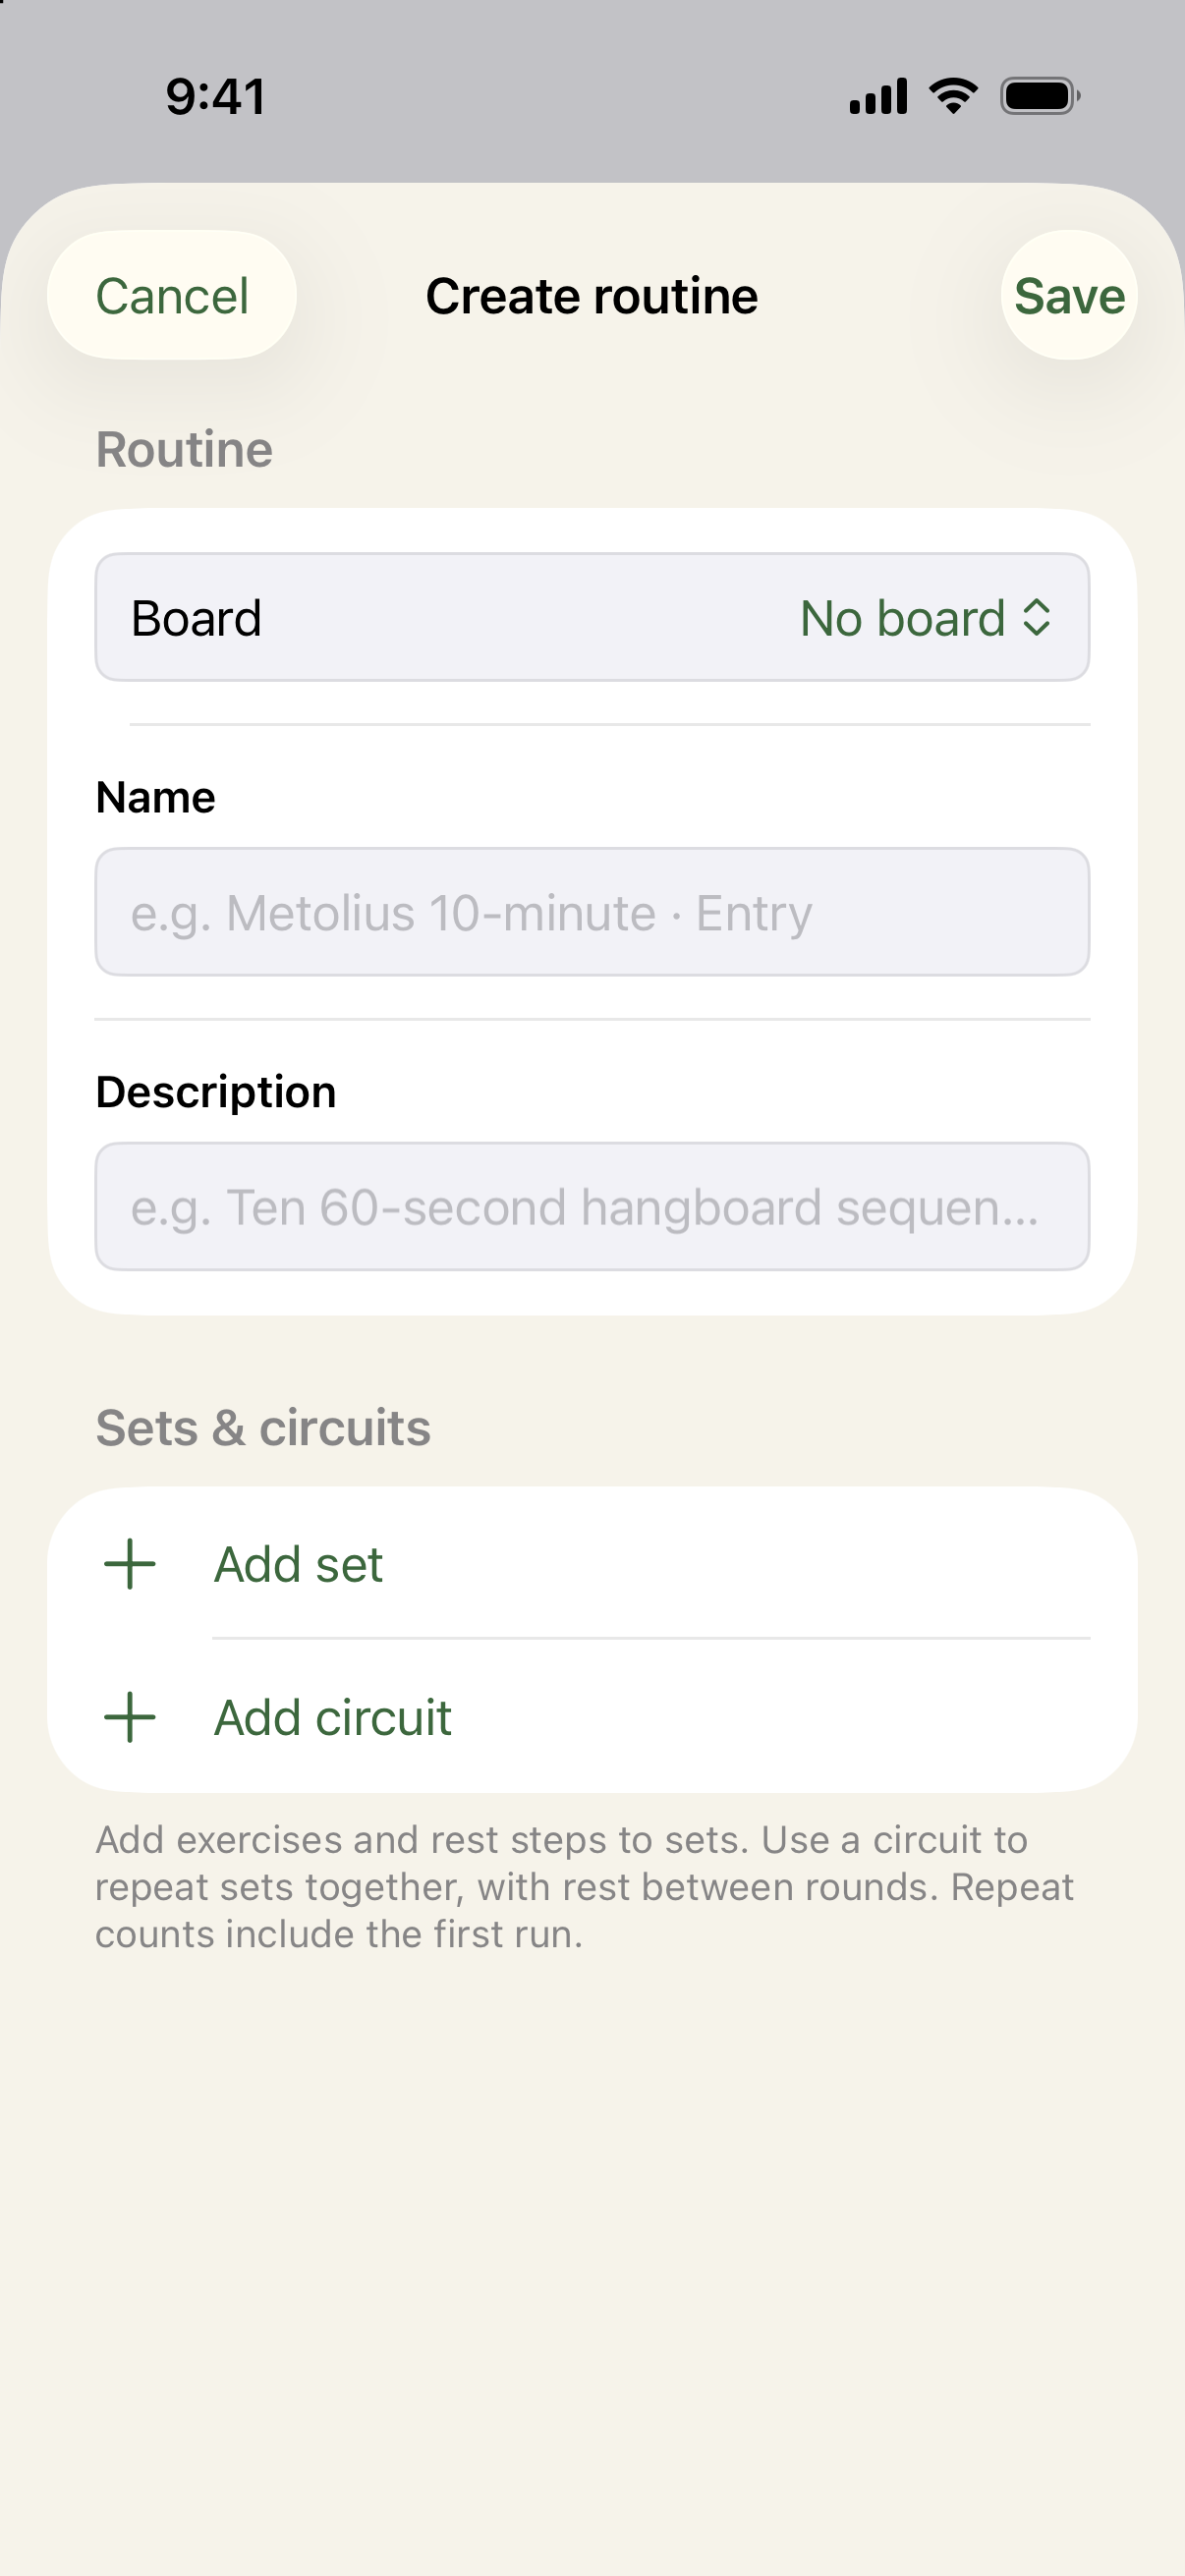 9:41
Cancel
Create routine
Save
Routine
Board
No board
Name
e.g. Metolius 10-minute · Entry
Description
e.g. Ten 60-second hangboard sequen...
Sets & circuits
Add set
Add circuit
Add exercises and rest steps to sets. Use a circuit to
repeat sets together, with rest between rounds. Repeat
counts include the first run.